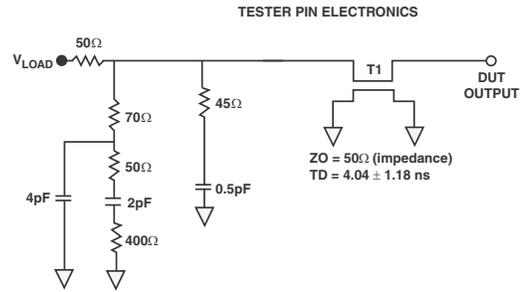 TESTER PIN ELECTRONICS
50Ω
VLOAD
T1
DUT
OUTPUT
70Ω
45Ω
50Ω
4pF
2pF
0.5pF
400Ω
ZO = 50Ω (impedance)
TD = 4.04 ± 1.18 ns